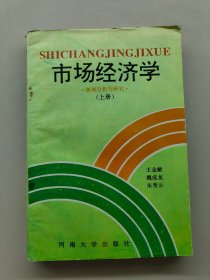 SHICHANGJINGJIXUE
市场经济学
·微观分析与研究·
（上册）
王金献
魏成龙
朱秀云
河南大学出版社